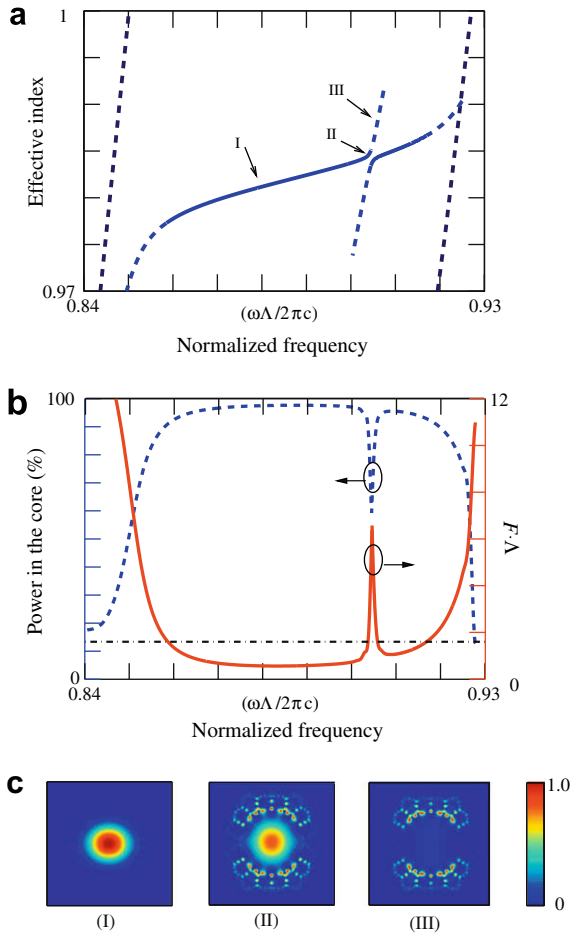 a
1
Effective index
III
II
I
0.97
0.84
(ωΛ/2πc)
0.93
Normalized frequency
b
100
12
Power in the core (%)
F·Λ
0
0
0.84
(ωΛ/2πc)
0.93
Normalized frequency
c
1.0
0
(I)
(II)
(III)